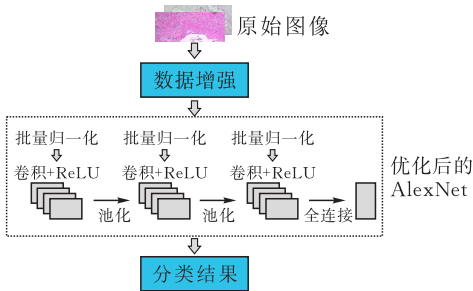 原始图像
数据增强
批量归一化 批量归一化 批量归一化
卷积+ReLU 卷积+ReLU 卷积+ReLU
池化 池化 全连接
优化后的
AlexNet
分类结果